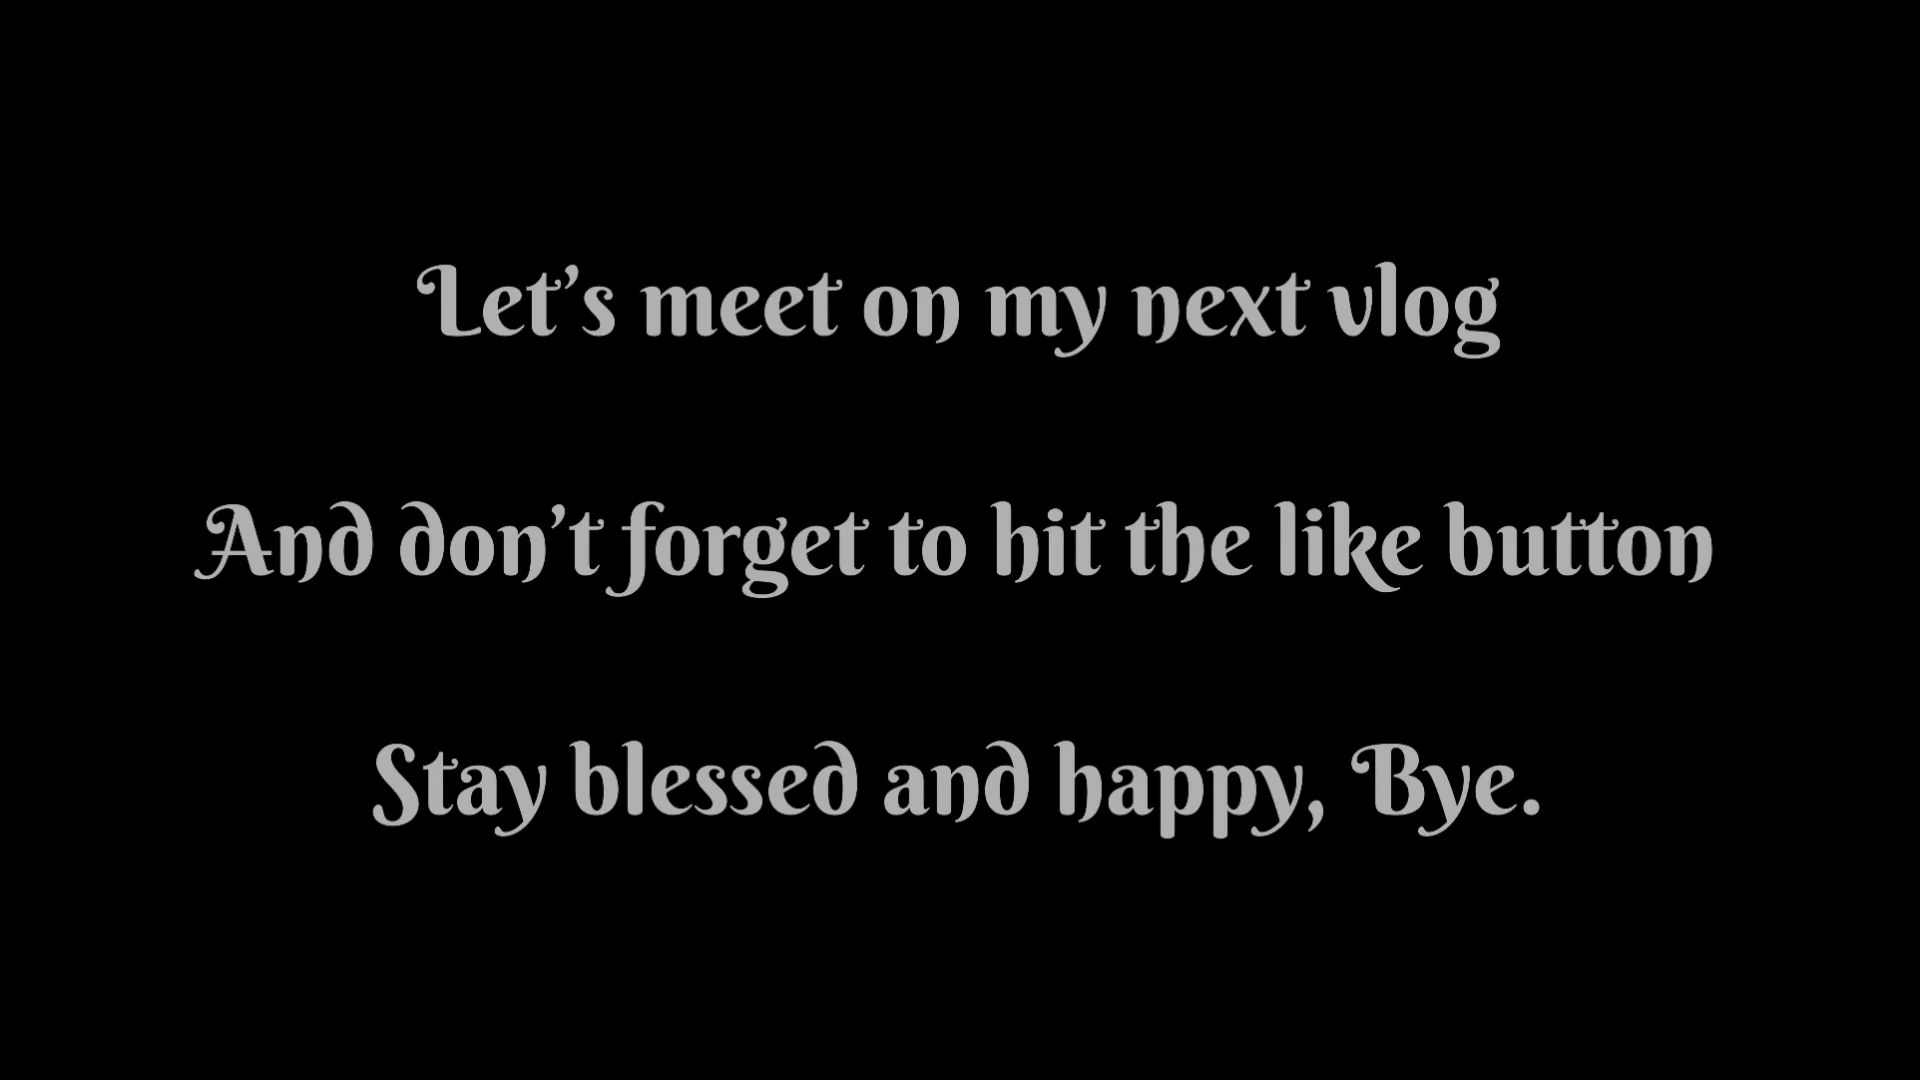 Let’s meet on my next vlog
And don’t forget to hit the like button
Stay blessed and happy, Bye.